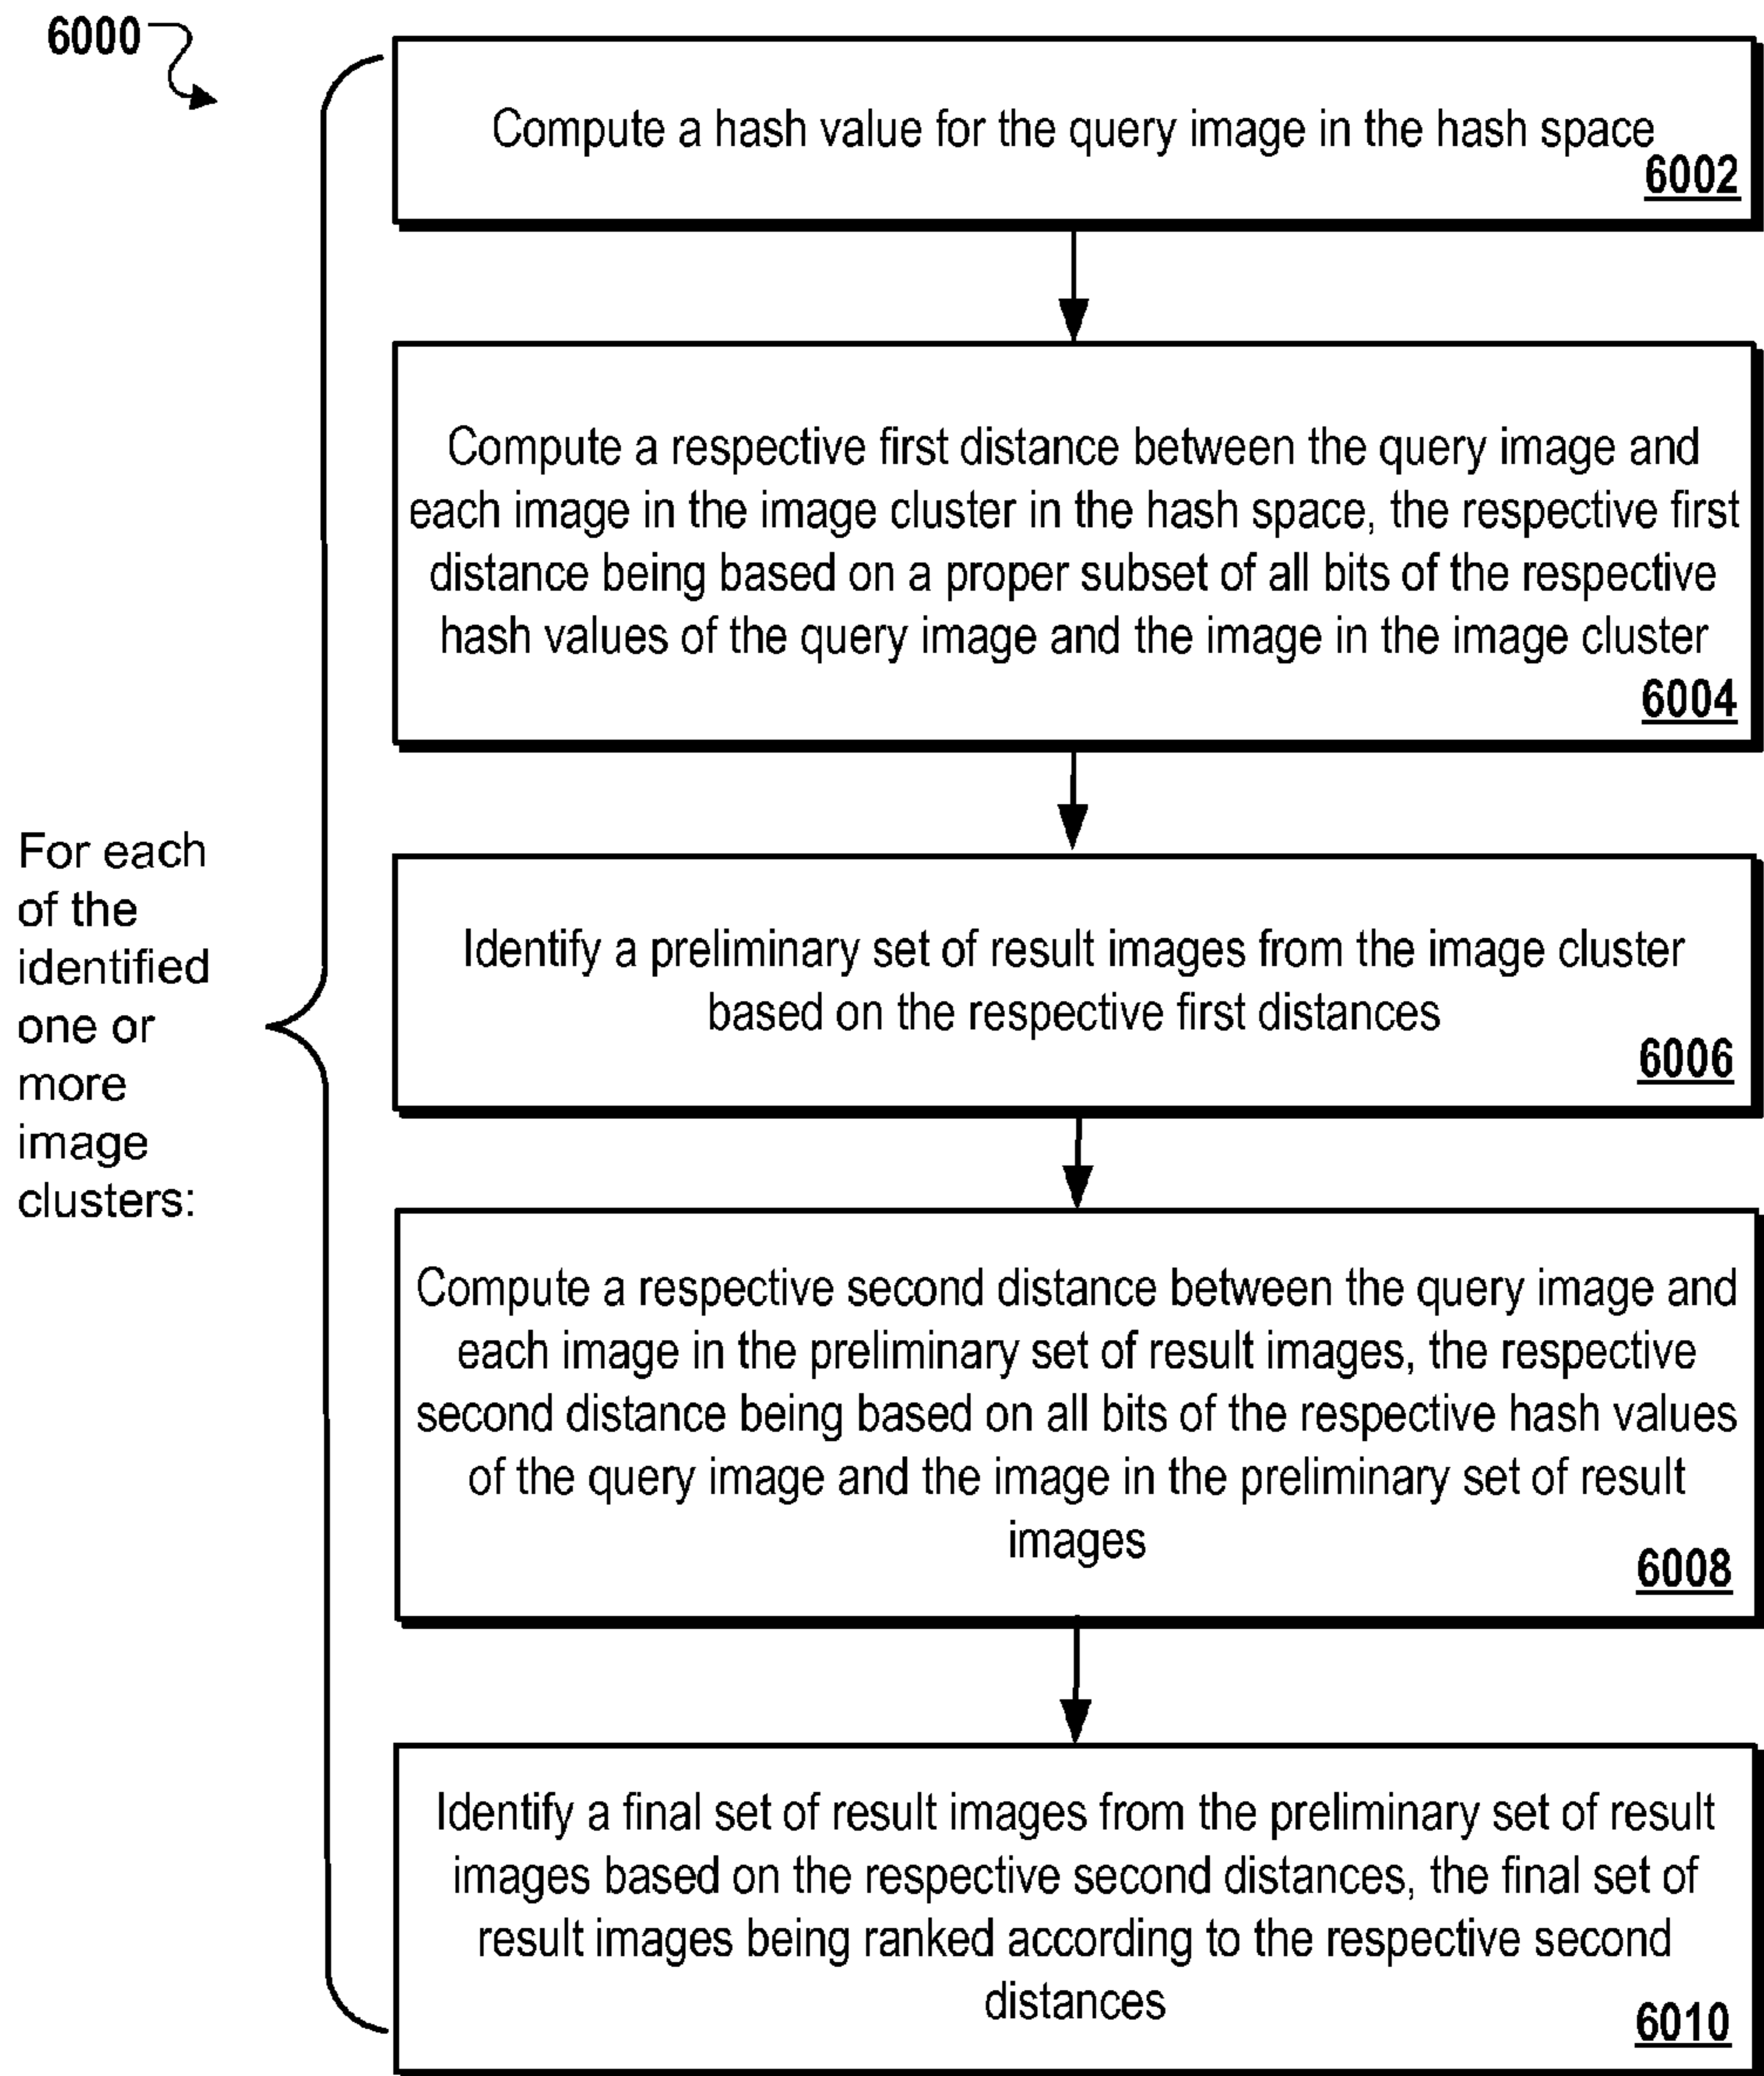 6000
Compute a hash value for the query image in the hash space
6002
Compute a respective first distance between the query image and
each image in the image cluster in the hash space, the respective first
distance being based on a proper subset of all bits of the respective
hash values of the query image and the image in the image cluster
6004
For each
of the
identified
one or
more
image
clusters:
Identify a preliminary set of result images from the image cluster
based on the respective first distances
6006
Compute a respective second distance between the query image and
each image in the preliminary set of result images, the respective
second distance being based on all bits of the respective hash values
of the query image and the image in the preliminary set of result
images
6008
Identify a final set of result images from the preliminary set of result
images based on the respective second distances, the final set of
result images being ranked according to the respective second
distances
6010